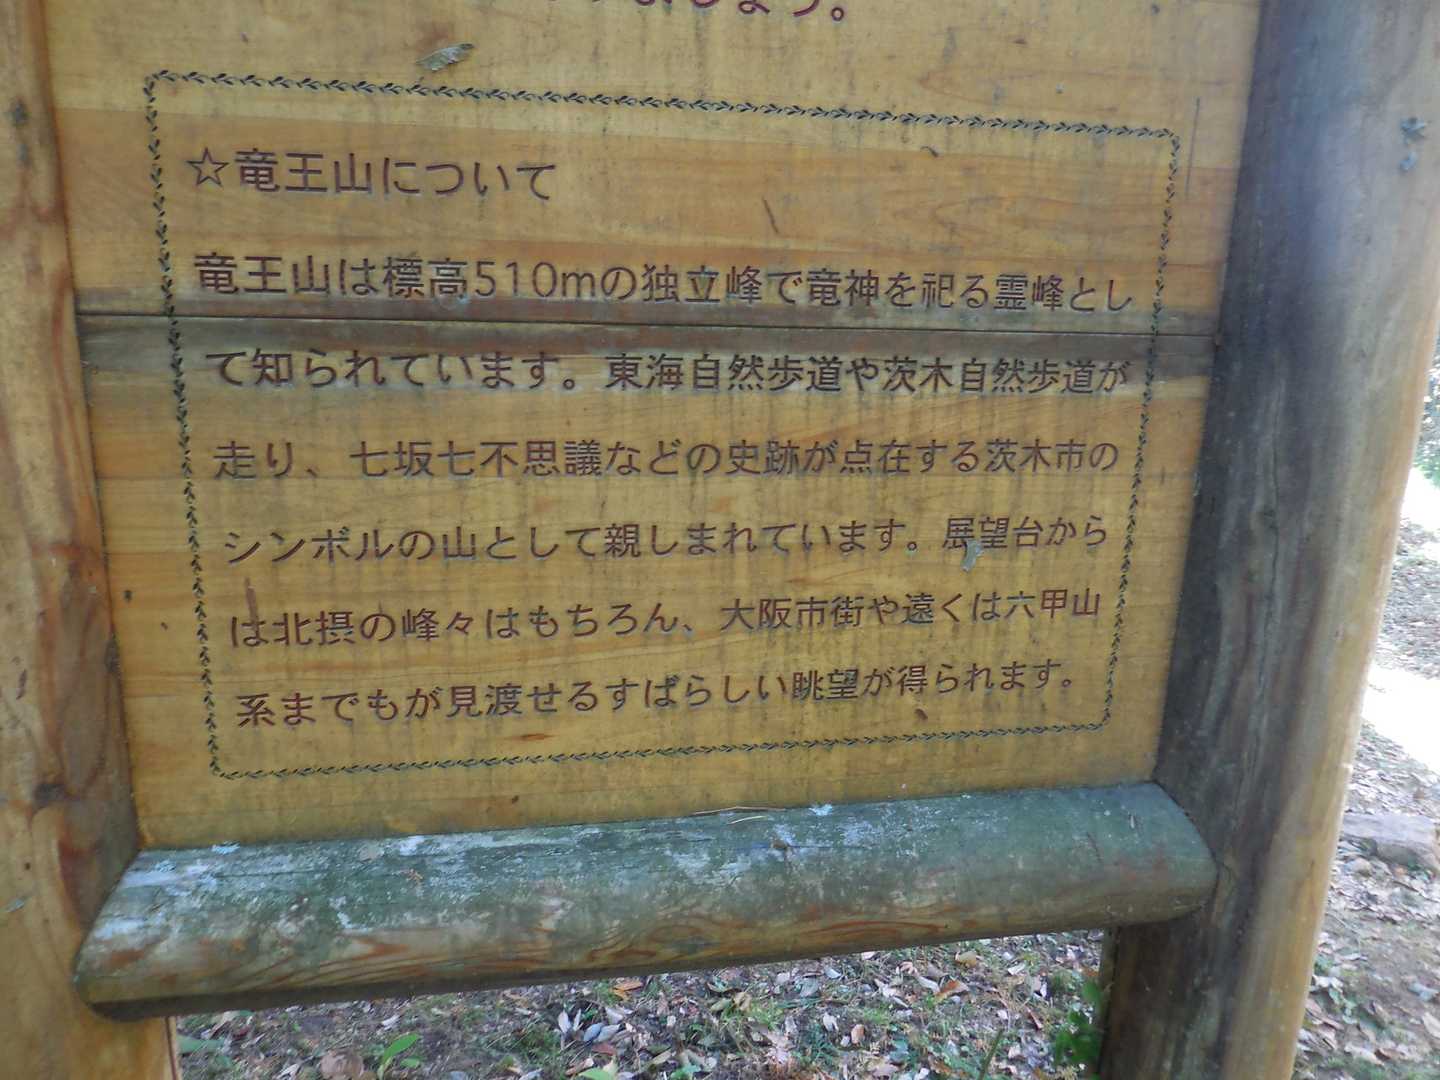 ましょう。
☆竜王山について
竜王山は標高510mの独立峰で竜神を祀る霊峰とし
て知られています。東海自然歩道や茨木自然歩道が
走り、七坂七不思議などの史跡が点在する茨木市の
シンボルの山として親しまれています。展望台から
は北摂の峰々はもちろん、大阪市街や遠くは六甲山
系までもが見渡せるすばらしい眺望が得られます。